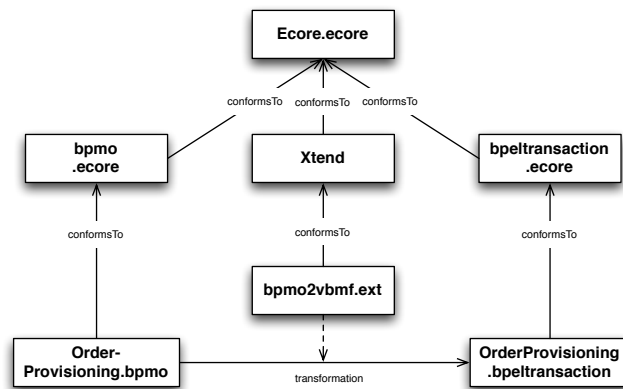 Ecore.ecore
conformsTo
conformsTo
conformsTo
bpmo
.ecore
Xtend
bpeltransaction
.ecore
conformsTo
conformsTo
conformsTo
bpmo2vbmf.ext
Order-
Provisioning.bpmo
OrderProvisioning
.bpeltransaction
transformation